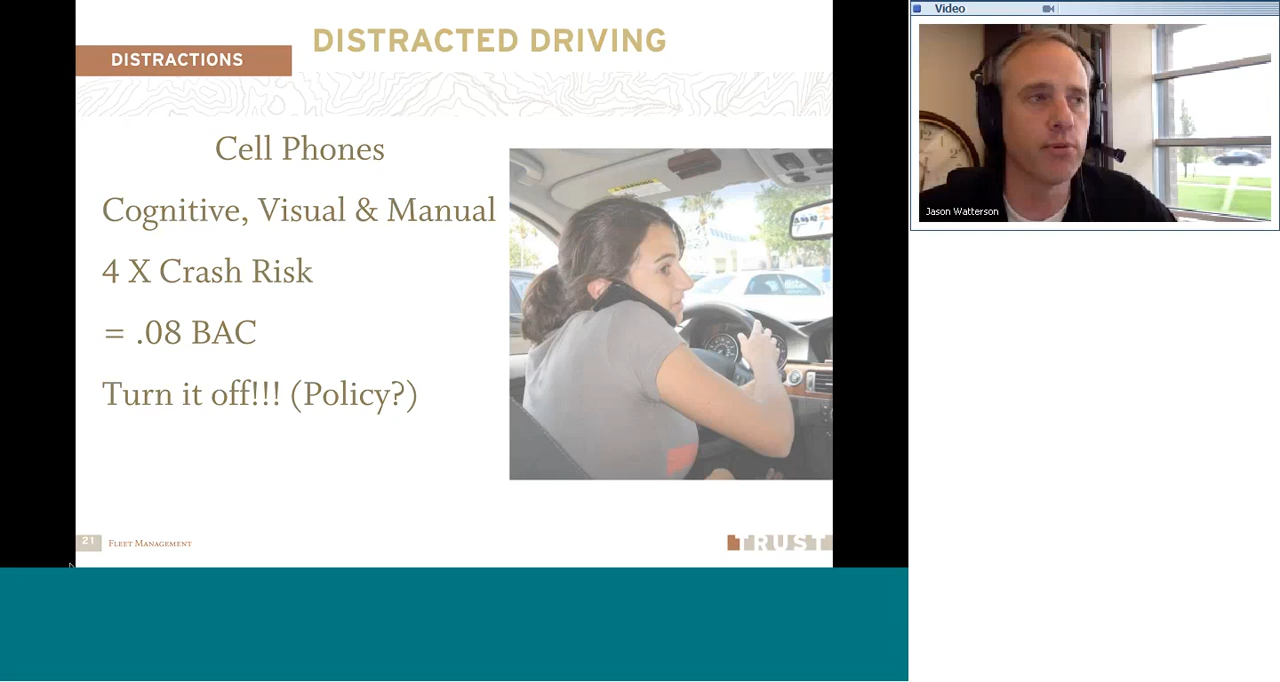 DISTRACTED DRIVING
DISTRACTIONS
Cell Phones
Cognitive, Visual & Manual
4 X Crash Risk
= .08 BAC
Turn it off!!! (Policy?)
WARNING
21 Fleet Management
TRUST
Video
Jason Watterson